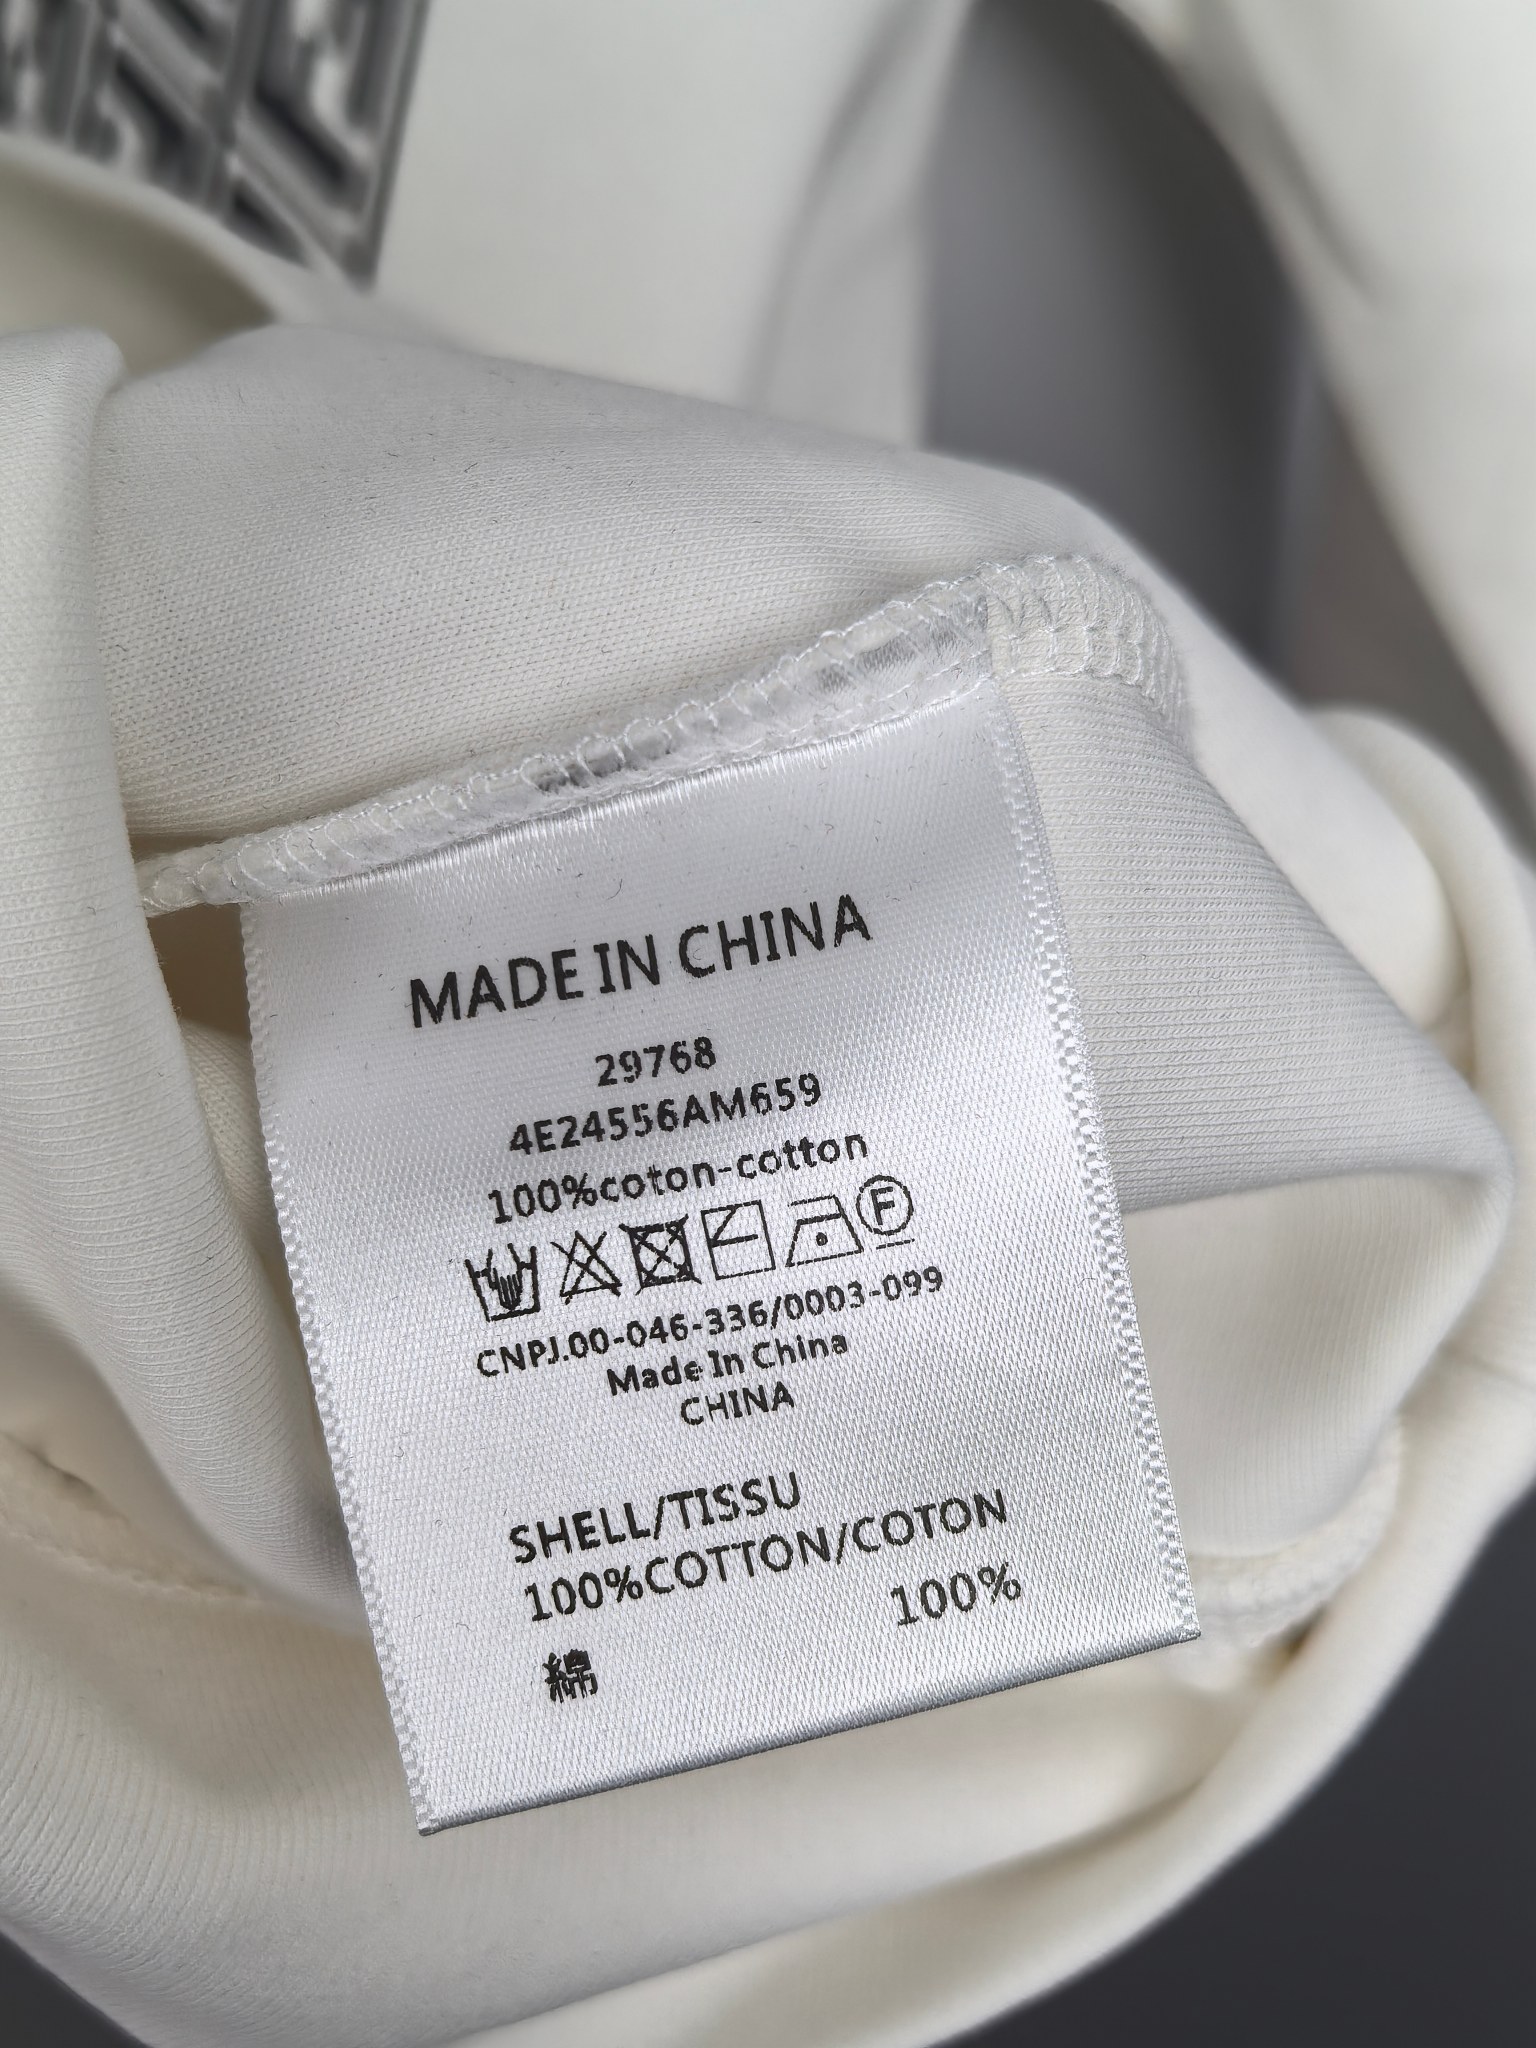 MADE IN CHINA
29768
4E24556AM659
100%coton-cotton
F
CNPJ.00-046-336/0003-099
Made In China
CHINA
SHELL/TISSU
100%COTTON/COTON
100%
綿